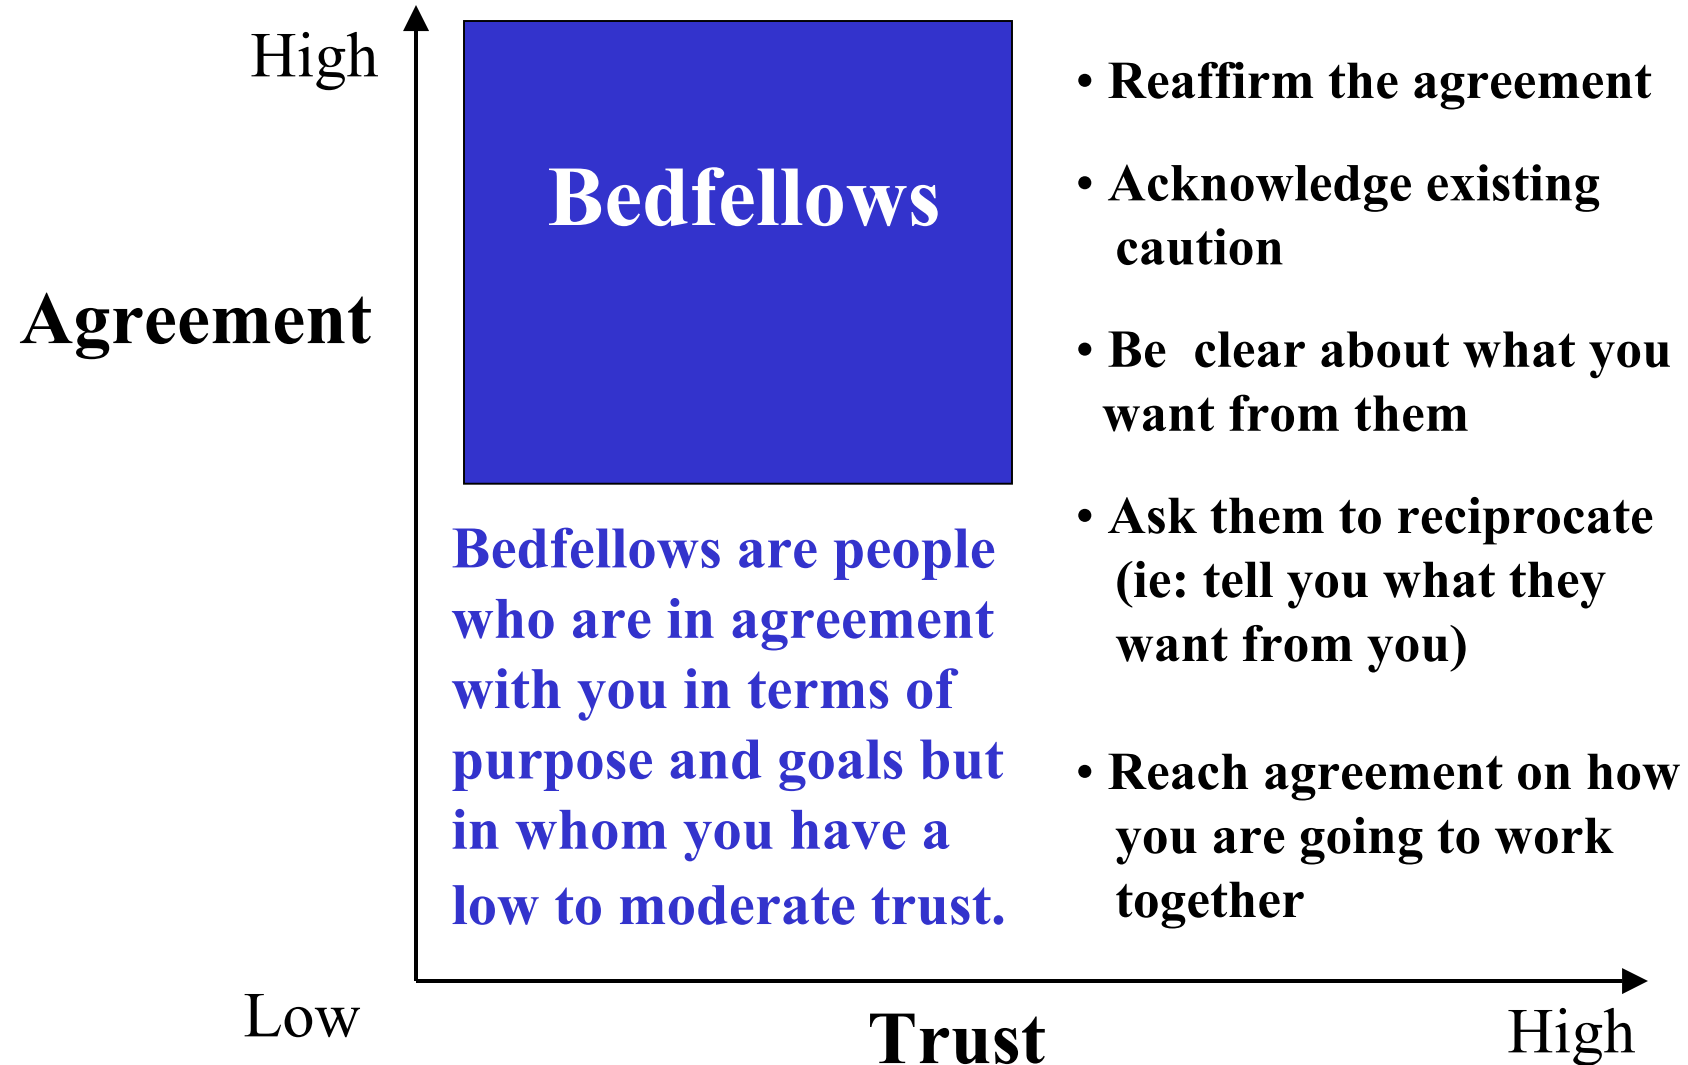 High
Bedfellows
Agreement
Bedfellows are people
who are in agreement
with you in terms of
purpose and goals but
in whom you have a
low to moderate trust.
• Reaffirm the agreement
• Acknowledge existing
caution
• Be  clear about what you
want from them
• Ask them to reciprocate
(ie: tell you what they
want from you)
• Reach agreement on how
you are going to work
together
Low
Trust
High